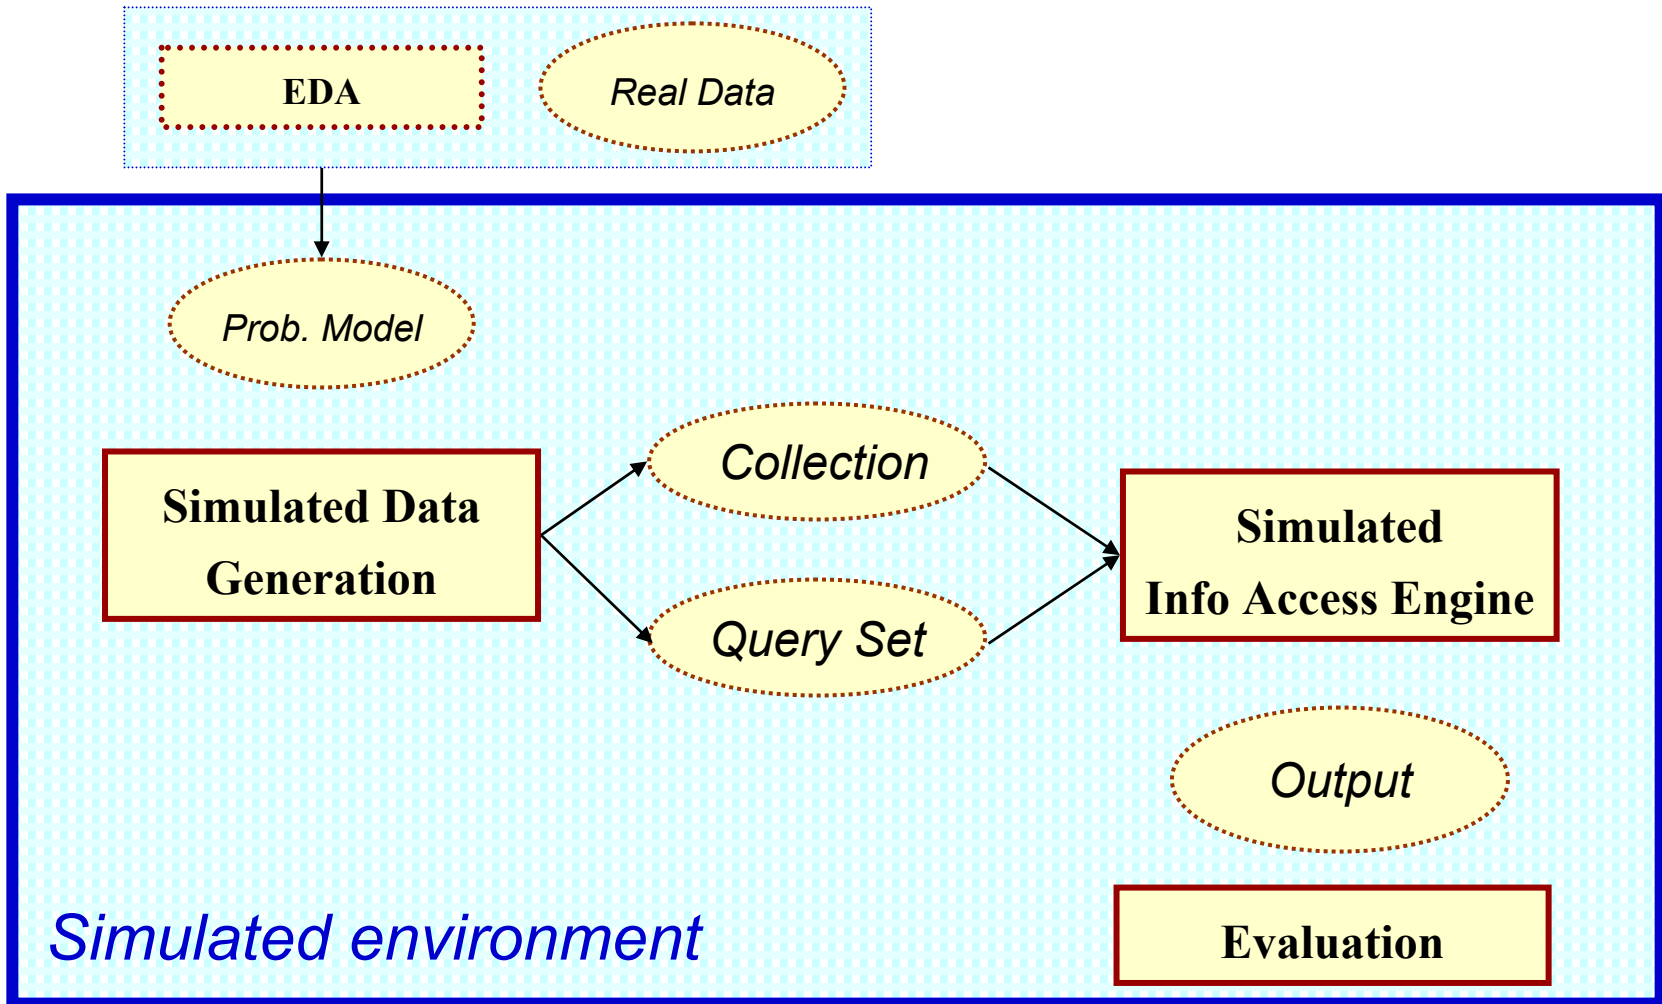 EDA
Real Data
Prob. Model
Simulated Data
Generation
Collection
Query Set
Simulated
Info Access Engine
Output
Evaluation
Simulated environment